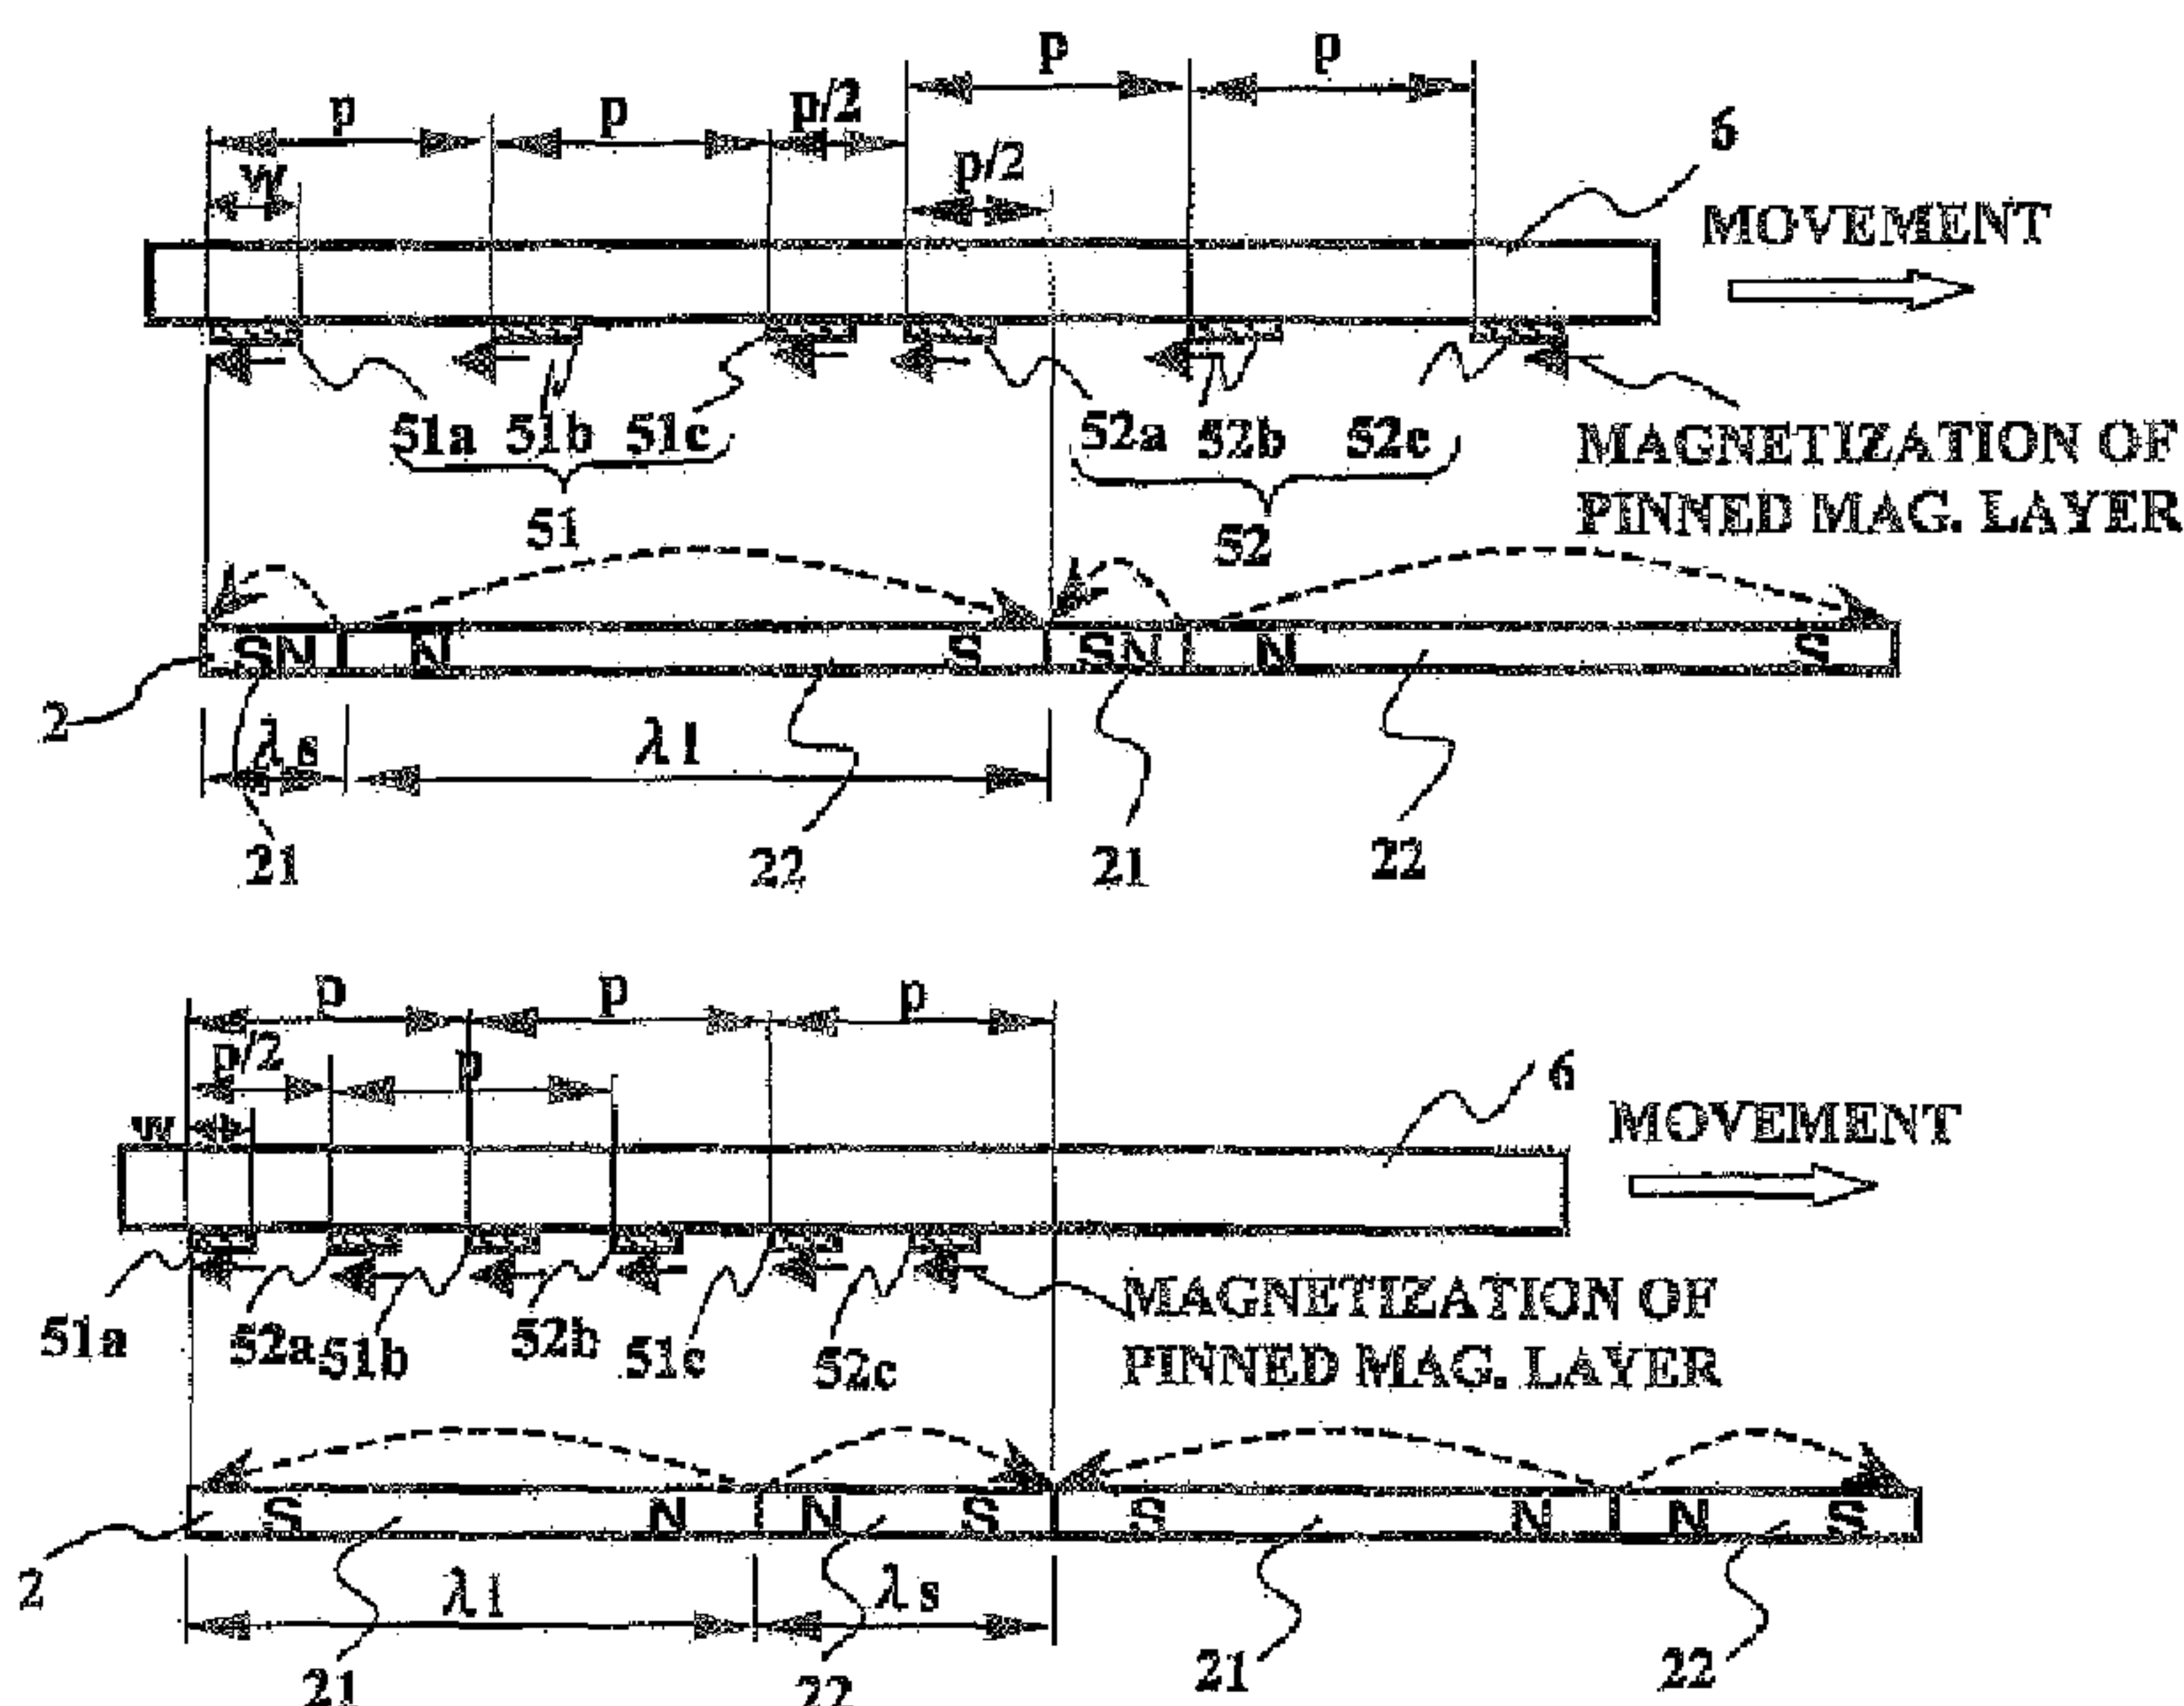 p p
p p p/2
w p/2
6
MOVEMENT
51a 51b 51c 52a 52b 52c
MAGNETIZATION OF
PINNED MAG. LAYER
51 52
SN N S SN N S
2
λs λl
21 22 21 22
p p p
p/2 p
w
6
MOVEMENT
MAGNETIZATION OF
PINNED MAG. LAYER
51a 52a 51b 52b 51c 52c
S N N S S N N S
2
λl λs
21 22 21 22